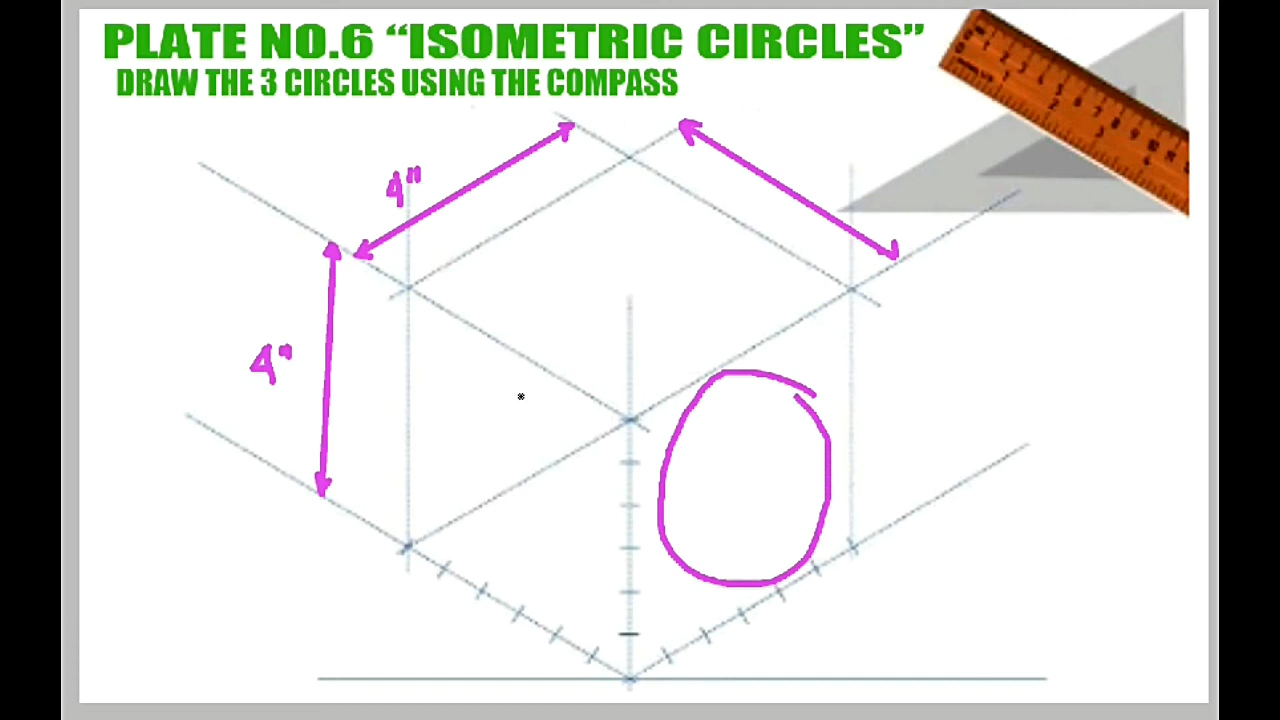 PLATE NO.6 “ISOMETRIC CIRCLES”
DRAW THE 3 CIRCLES USING THE COMPASS
4"
4"